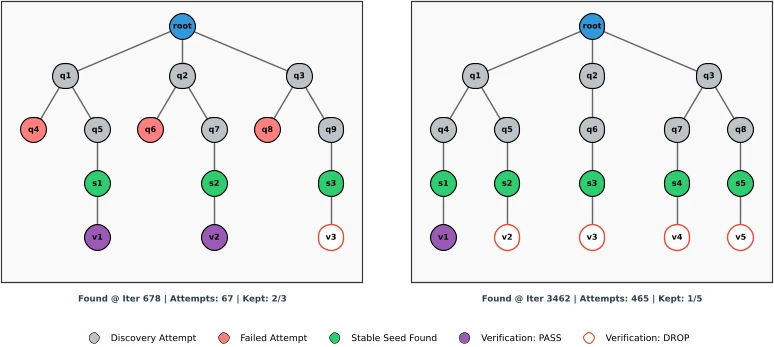 root root
q1 q2 q3 q1 q2 q3
q4 q5 q6 q7 q8 q9 q4 q5 q6 q7 q8
s1 s2 s3 s1 s2 s3 s4 s5
v1 v2 v3 v1 v2 v3 v4 v5
Found @ Iter 678 | Attempts: 67 | Kept: 2/3 Found @ Iter 3462 | Attempts: 465 | Kept: 1/5
Discovery Attempt Failed Attempt Stable Seed Found Verification: PASS Verification: DROP